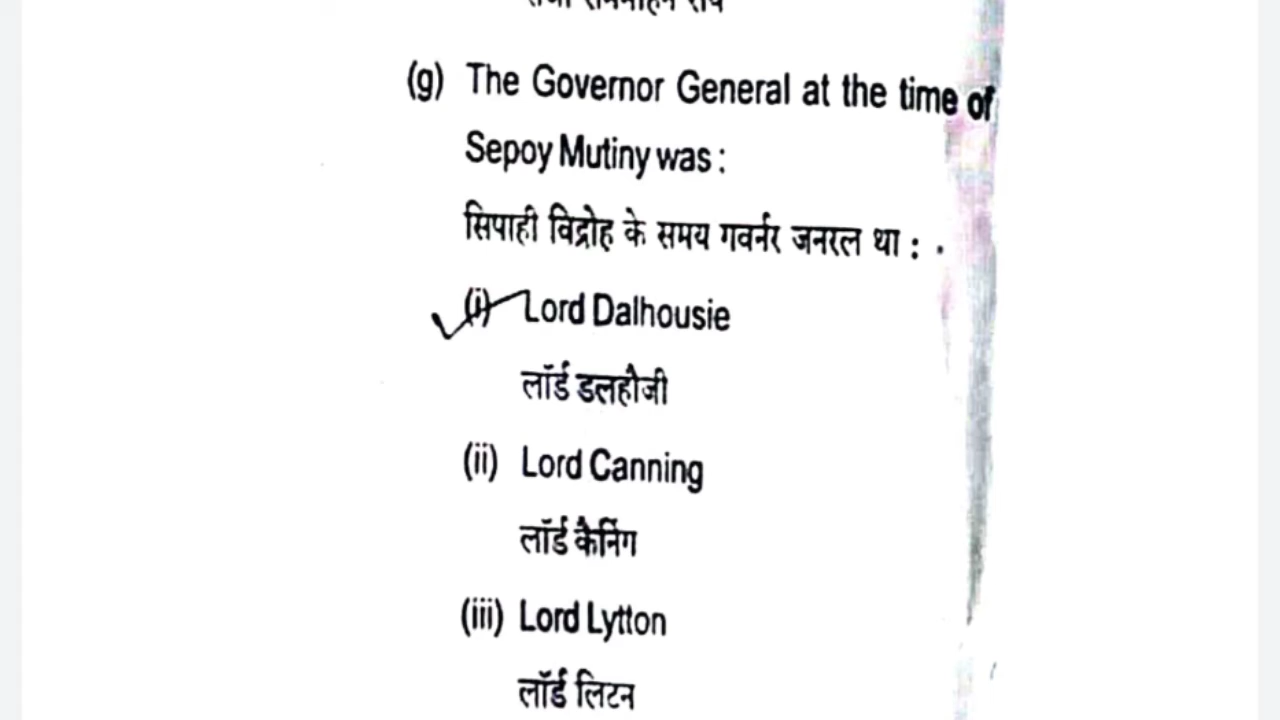 (g) The Governor General at the time of
Sepoy Mutiny was :
सिपाही विद्रोह के समय गवर्नर जनरल था :
(i) Lord Dalhousie
लॉर्ड डलहौजी
(ii) Lord Canning
लॉर्ड कैनिंग
(iii) Lord Lytton
लॉर्ड लिटन